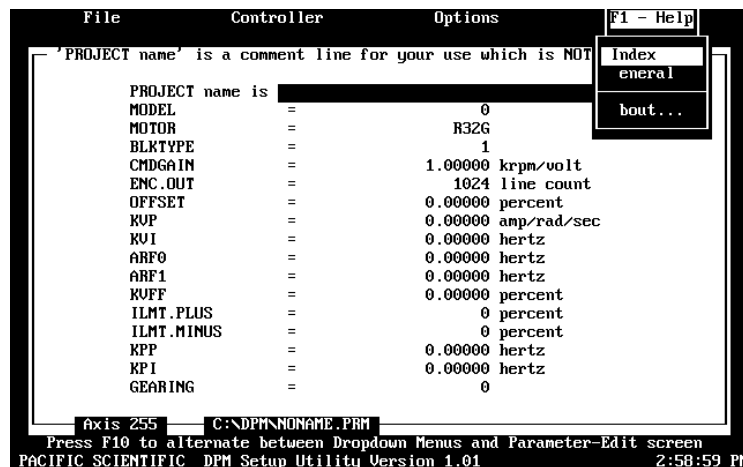 File Controller Options F1 - Help
'PROJECT name' is a comment line for your use which is NOT
Index
eneral
bout...
PROJECT name is
MODEL = 0
MOTOR = R32G
BLKTYPE = 1
CMDGAIN = 1.00000 krpm/volt
ENC.OUT = 1024 line count
OFFSET = 0.00000 percent
KVP = 0.00000 amp/rad/sec
KVI = 0.00000 hertz
ARF0 = 0.00000 hertz
ARF1 = 0.00000 hertz
KVFF = 0.00000 percent
ILMT.PLUS = 0 percent
ILMT.MINUS = 0 percent
KPP = 0.00000 hertz
KPI = 0.00000 hertz
GEARING = 0
Axis 255 C:\DPM\NONAME.PRM
Press F10 to alternate between Dropdown Menus and Parameter-Edit screen
PACIFIC SCIENTIFIC DPM Setup Utility Version 1.01 2:58:59 PM